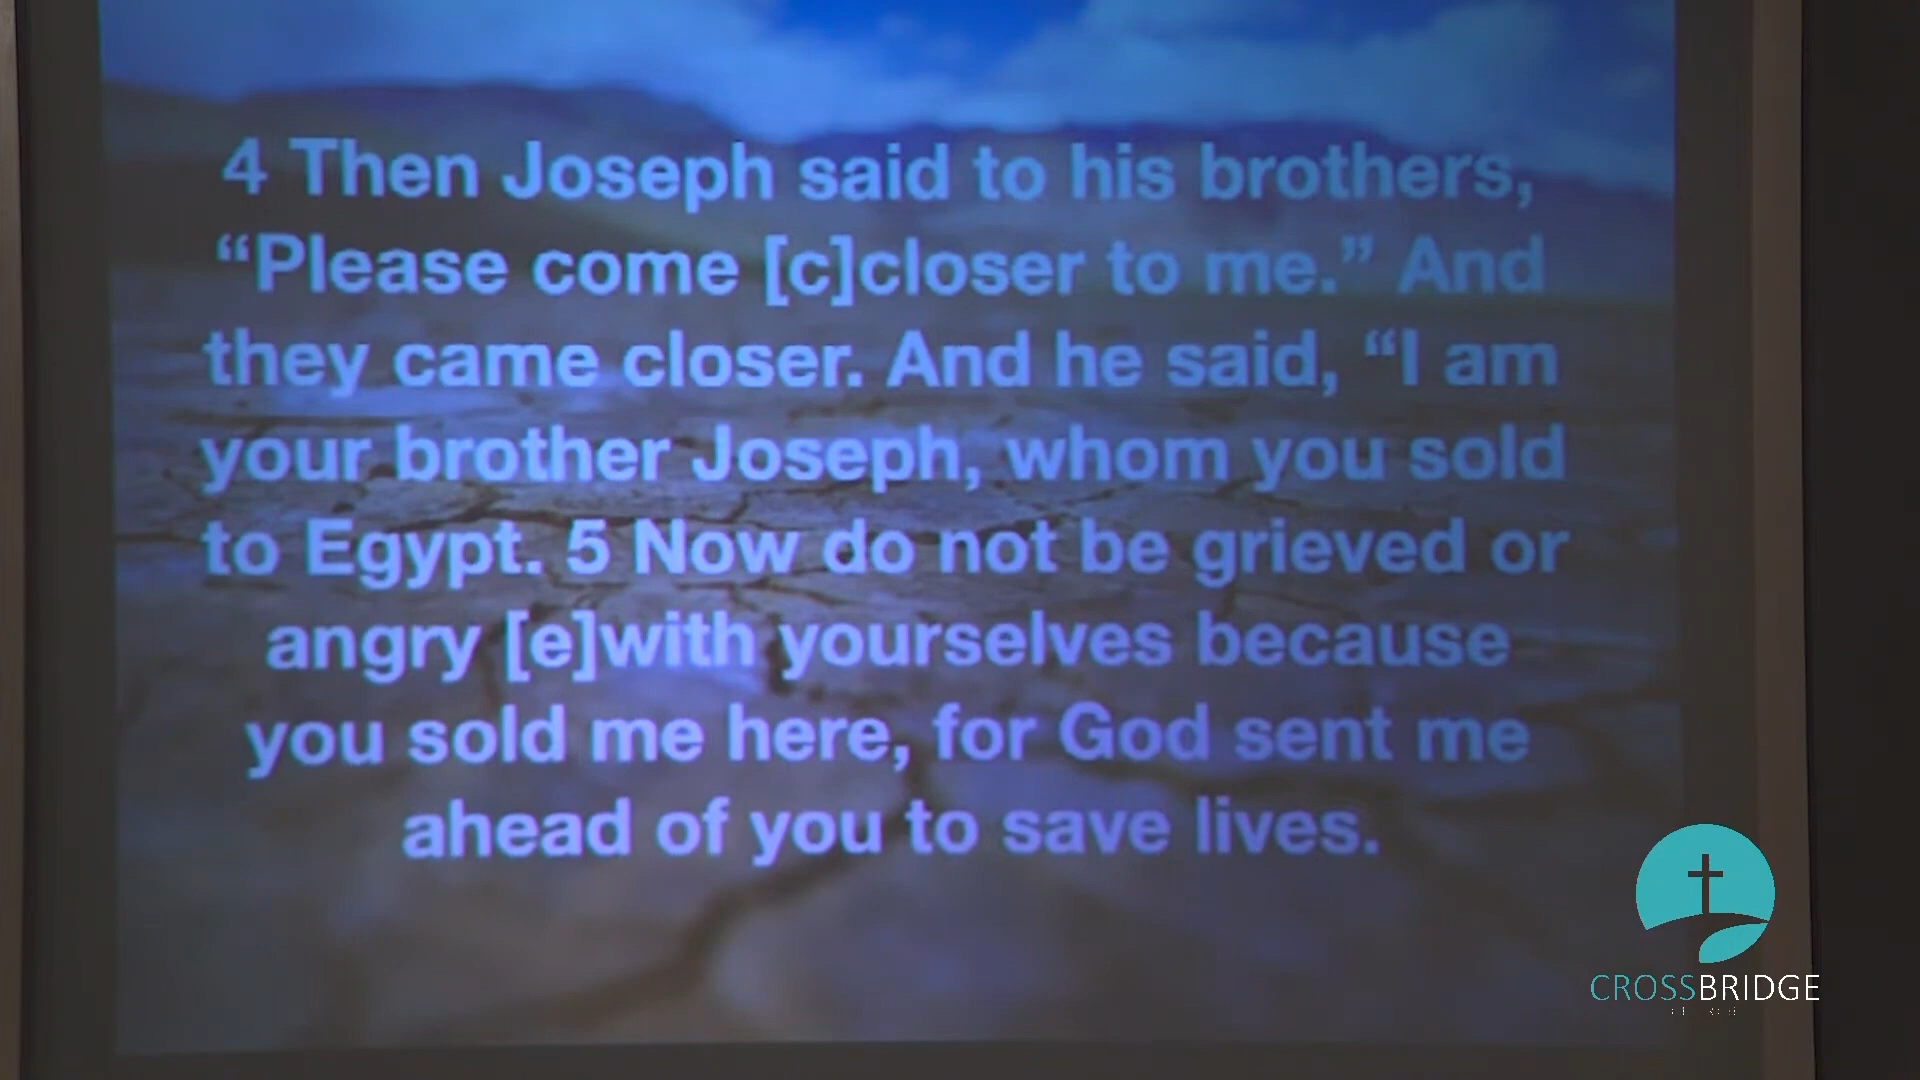 4 Then Joseph said to his brothers,
“Please come [c]closer to me.” And
they came closer. And he said, “I am
your brother Joseph, whom you sold
to Egypt. 5 Now do not be grieved or
angry [e]with yourselves because
you sold me here, for God sent me
ahead of you to save lives.
CROSSBRIDGE